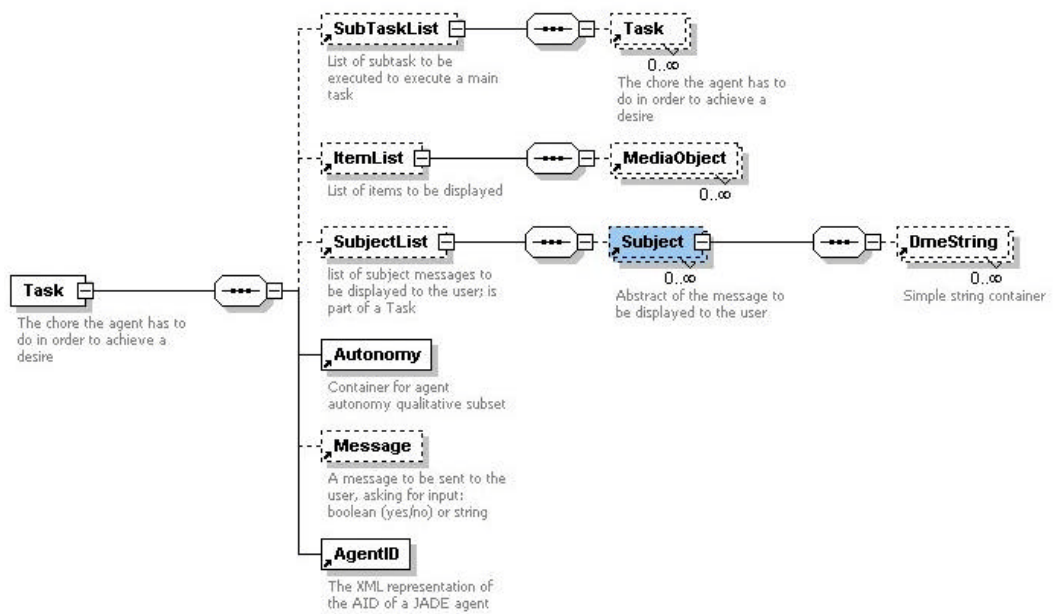 SubTaskList
List of subtask to be
executed to execute a main
task
Task
0..∞
The chore the agent has to
do in order to achieve a
desire
ItemList
List of items to be displayed
MediaObject
0..∞
SubjectList
list of subject messages to
be displayed to the user; is
part of a Task
Subject
0..∞
Abstract of the message to
be displayed to the user
DmeString
0..∞
Simple string container
Task
The chore the agent has to
do in order to achieve a
desire
Autonomy
Container for agent
autonomy qualitative subset
Message
A message to be sent to the
user, asking for input:
boolean (yes/no) or string
AgentID
The XML representation of
the AID of a JADE agent